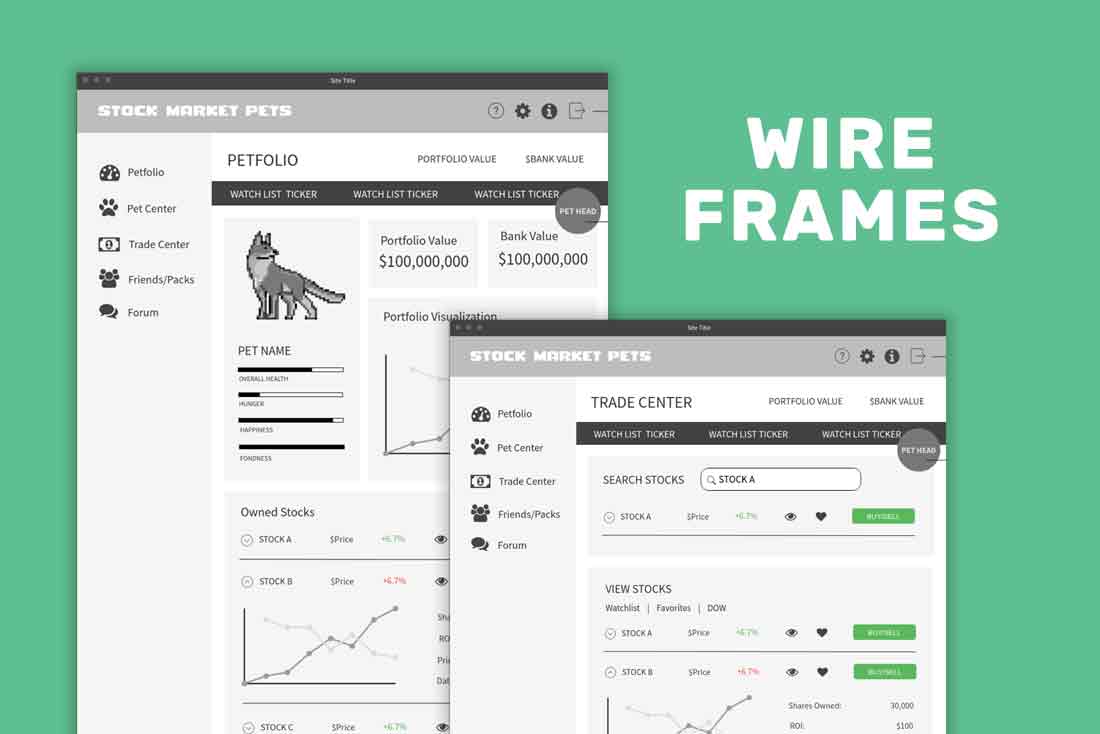 WIRE
FRAMES
Site Title
STOCK MARKET PETS
?
Petfolio
Pet Center
Trade Center
Friends/Packs
Forum
PETFOLIO PORTFOLIO VALUE $BANK VALUE
WATCH LIST TICKER WATCH LIST TICKER WATCH LIST TICKER
PET HEAD
Portfolio Value
$100,000,000
Bank Value
$100,000,000
Portfolio Visualization
PET NAME
OVERALL HEALTH
HUNGER
HAPPINESS
FONDNESS
Owned Stocks
STOCK A $Price +6.7%
STOCK B $Price +6.7%
Sha
ROI
Pri
Dat
STOCK C $Price +6.7%
Site Title
STOCK MARKET PETS
?
Petfolio
Pet Center
Trade Center
Friends/Packs
Forum
TRADE CENTER PORTFOLIO VALUE $BANK VALUE
WATCH LIST TICKER WATCH LIST TICKER WATCH LIST TICKER
PET HEAD
SEARCH STOCKS STOCK A
STOCK A $Price +6.7% BUY/SELL
VIEW STOCKS
Watchlist | Favorites | DOW
STOCK A $Price +6.7% BUY/SELL
STOCK B $Price +6.7% BUY/SELL
Shares Owned: 30,000
ROI: $100